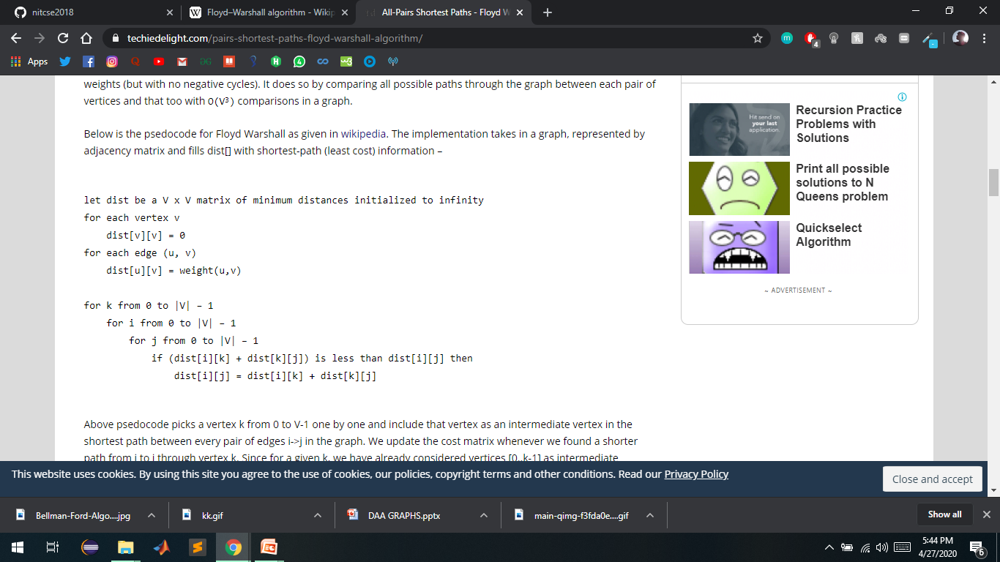 nitcse2018
Floyd–Warshall algorithm - Wikip
All-Pairs Shortest Paths - Floyd W
techiedelight.com/pairs-shortest-paths-floyd-warshall-algorithm/
4
Apps
weights (but with no negative cycles). It does so by comparing all possible paths through the graph between each pair of
vertices and that too with O(V³) comparisons in a graph.
Below is the psedocode for Floyd Warshall as given in wikipedia. The implementation takes in a graph, represented by
adjacency matrix and fills dist[] with shortest-path (least cost) information –
let dist be a V x V matrix of minimum distances initialized to infinity
for each vertex v
dist[v][v] = 0
for each edge (u, v)
dist[u][v] = weight(u,v)
for k from 0 to |V| – 1
for i from 0 to |V| – 1
for j from 0 to |V| – 1
if (dist[i][k] + dist[k][j]) is less than dist[i][j] then
dist[i][j] = dist[i][k] + dist[k][j]
Above psedocode picks a vertex k from 0 to V-1 one by one and include that vertex as an intermediate vertex in the
shortest path between every pair of edges i->j in the graph. We update the cost matrix whenever we found a shorter
path from i to j through vertex k. Since for a given k, we have already considered vertices [0..k-1] as intermediate
Hit send on
your last
application.
Recursion Practice
Problems with
Solutions
Print all possible
solutions to N
Queens problem
Quickselect
Algorithm
~ ADVERTISEMENT ~
This website uses cookies. By using this site you agree to the use of cookies, our policies, copyright terms and other conditions. Read our Privacy Policy
Close and accept
Bellman-Ford-Algo....jpg
kk.gif
DAA GRAPHS.pptx
main-qimg-f3fda0e....gif
Show all
5:44 PM
4/27/2020
6